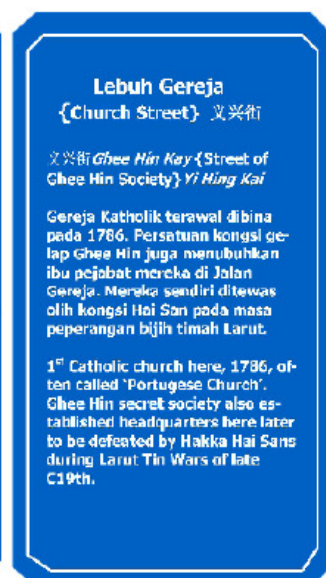 Lebuh Gereja
{Church Street} 义兴街
义兴街 Ghee Hin Kay {Street of
Ghee Hin Society} Yi Hing Kai
Gereja Katholik terawal dibina
pada 1786. Persatuan kongsi ge-
lap Ghee Hin juga menubuhkan
ibu pejabat mereka di Jalan
Gereja. Mereka sendiri ditewas
olih kongsi Hai San pada masa
peperangan bijih timah Larut.
1st Catholic church here, 1786, of-
ten called ‘Portugese Church’.
Ghee Hin secret society also es-
tablished headquarters here later
to be defeated by Hakka Hai Sans
during Larut Tin Wars of late
C19th.